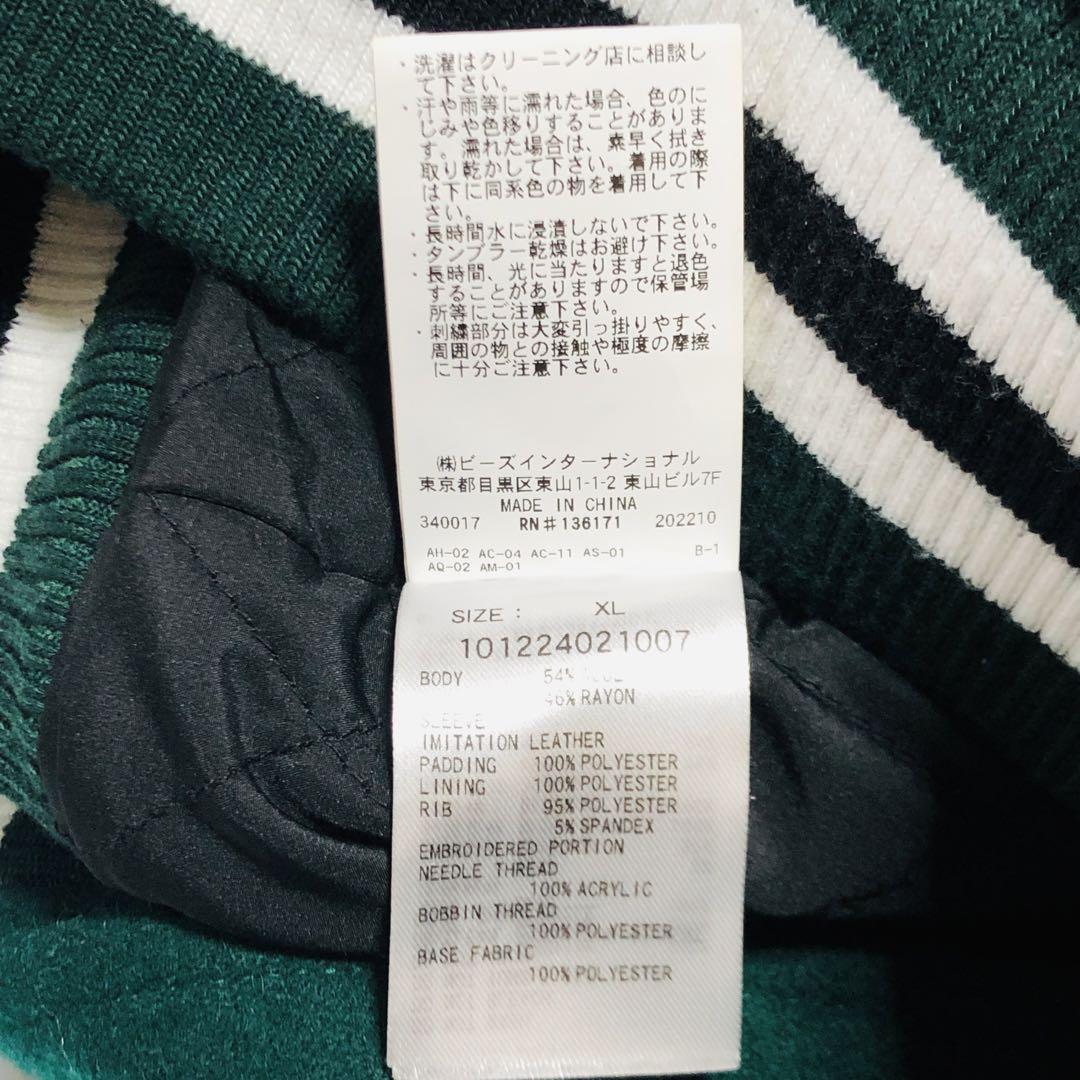 ・洗濯はクリーニング店に相談し
て下さい。
・汗や雨等に濡れた場合、色のに
じみや色移りすることがありま
す。濡れた場合は、素早く拭き
取り乾かして下さい。着用の際
は下に同系色の物を着用して下
さい。
・長時間水に浸漬しないで下さい。
・タンブラー乾燥はお避け下さい。
・長時間、光に当たりますと退色
することがありますので保管場
所等にご注意下さい。
・刺繍部分は大変引っ掛りやすく、
周囲の物との接触や極度の摩擦
に十分ご注意下さい。
㈱ビーズインターナショナル
東京都目黒区東山1-1-2 東山ビル7F
MADE IN CHINA
340017 RN#136171 202210
AH-02 AC-04 AC-11 AS-01 B-1
AQ-02 AM-01
SIZE: XL
101224021007
BODY 54%
46% RAYON
SLEEVE
IMITATION LEATHER
PADDING 100% POLYESTER
LINING 100% POLYESTER
RIB 95% POLYESTER
5% SPANDEX
EMBROIDERED PORTION
NEEDLE THREAD
100% ACRYLIC
BOBBIN THREAD
100% POLYESTER
BASE FABRIC
100% POLYESTER